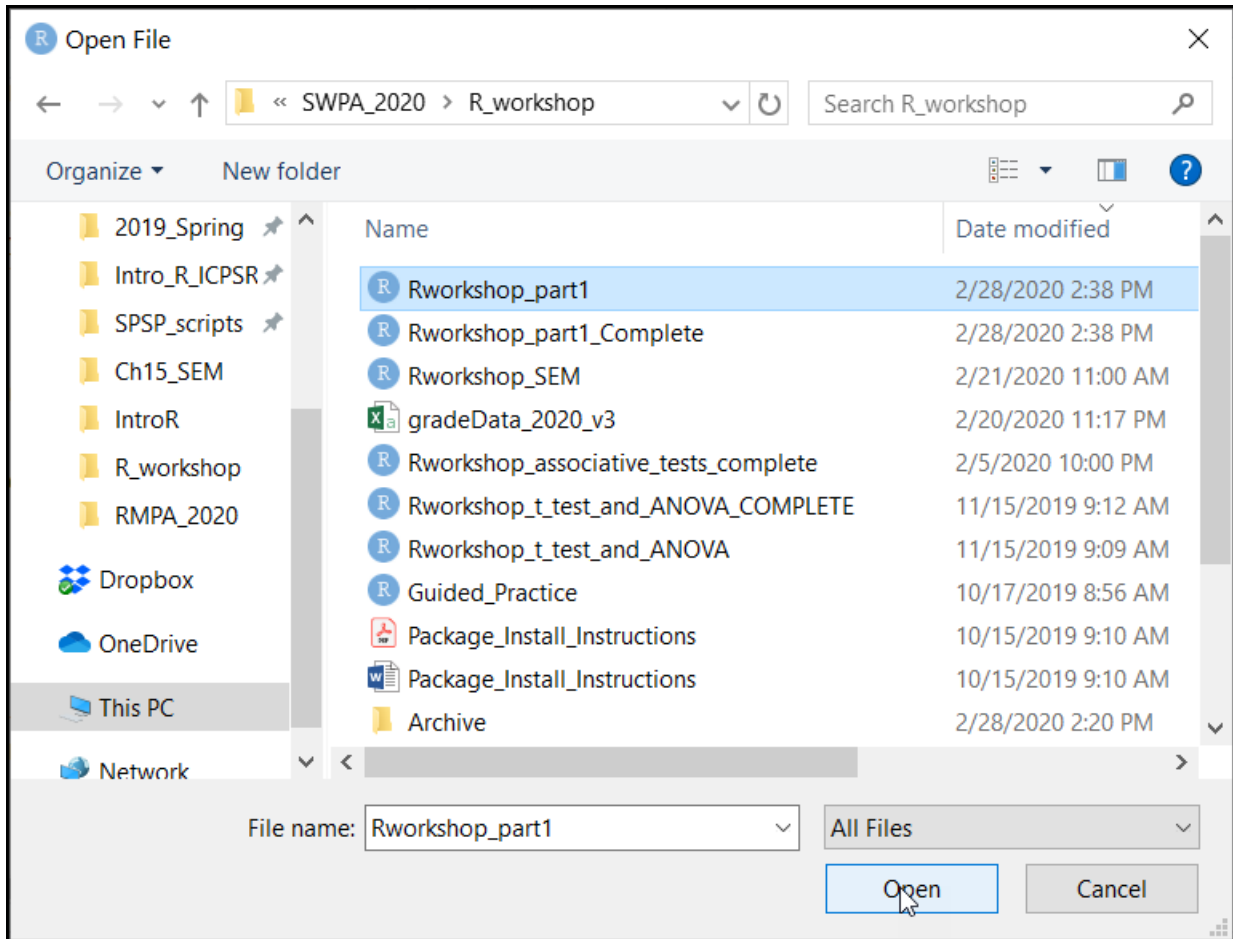 R Open File
« SWPA_2020 > R_workshop
Search R_workshop
Organize New folder
?
2019_Spring
Intro_R_ICPSR
SPSP_scripts
Ch15_SEM
IntroR
R_workshop
RMPA_2020
Dropbox
OneDrive
This PC
Network
Name Date modified
R Rworkshop_part1 2/28/2020 2:38 PM
R Rworkshop_part1_Complete 2/28/2020 2:38 PM
R Rworkshop_SEM 2/21/2020 11:00 AM
gradeData_2020_v3 2/20/2020 11:17 PM
R Rworkshop_associative_tests_complete 2/5/2020 10:00 PM
R Rworkshop_t_test_and_ANOVA_COMPLETE 11/15/2019 9:12 AM
R Rworkshop_t_test_and_ANOVA 11/15/2019 9:09 AM
R Guided_Practice 10/17/2019 8:56 AM
Package_Install_Instructions 10/15/2019 9:10 AM
Package_Install_Instructions 10/15/2019 9:10 AM
Archive 2/28/2020 2:20 PM
File name: Rworkshop_part1 All Files
Open Cancel